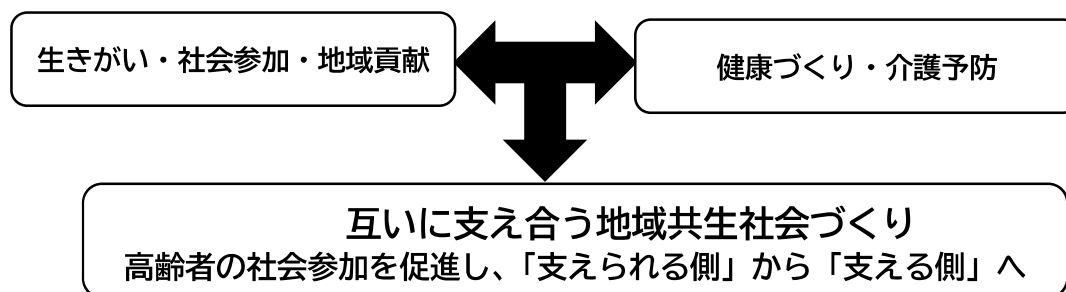 生きがい・社会参加・地域貢献
健康づくり・介護予防
互いに支え合う地域共生社会づくり
高齢者の社会参加を促進し、「支えられる側」から「支える側」へ